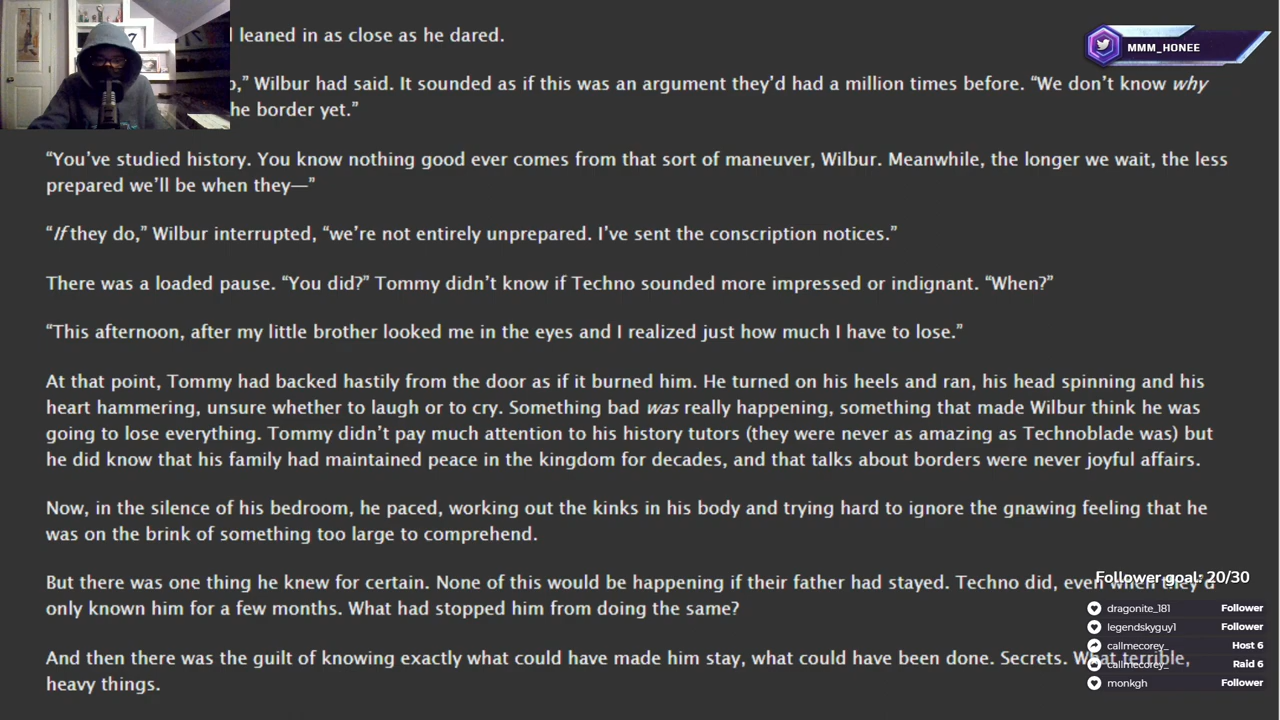 leaned in as close as he dared.
MMM_HONEE
,” Wilbur had said. It sounded as if this was an argument they’d had a million times before. “We don’t know why
he border yet.”
“You’ve studied history. You know nothing good ever comes from that sort of maneuver, Wilbur. Meanwhile, the longer we wait, the less
prepared we’ll be when they—”
“If they do,” Wilbur interrupted, “we’re not entirely unprepared. I’ve sent the conscription notices.”
There was a loaded pause. “You did?” Tommy didn’t know if Techno sounded more impressed or indignant. “When?”
“This afternoon, after my little brother looked me in the eyes and I realized just how much I have to lose.”
At that point, Tommy had backed hastily from the door as if it burned him. He turned on his heels and ran, his head spinning and his
heart hammering, unsure whether to laugh or to cry. Something bad was really happening, something that made Wilbur think he was
going to lose everything. Tommy didn’t pay much attention to his history tutors (they were never as amazing as Technoblade was) but
he did know that his family had maintained peace in the kingdom for decades, and that talks about borders were never joyful affairs.
Now, in the silence of his bedroom, he paced, working out the kinks in his body and trying hard to ignore the gnawing feeling that he
was on the brink of something too large to comprehend.
But there was one thing he knew for certain. None of this would be happening if their father had stayed. Techno did, even when they’d
only known him for a few months. What had stopped him from doing the same?
And then there was the guilt of knowing exactly what could have made him stay, what could have been done. Secrets. What terrible,
heavy things.
Follower goal: 20/30
dragonite_181 Follower
legendskyguy1 Follower
callmecorey_ Host 6
callmecorey_ Raid 6
monkgh Follower